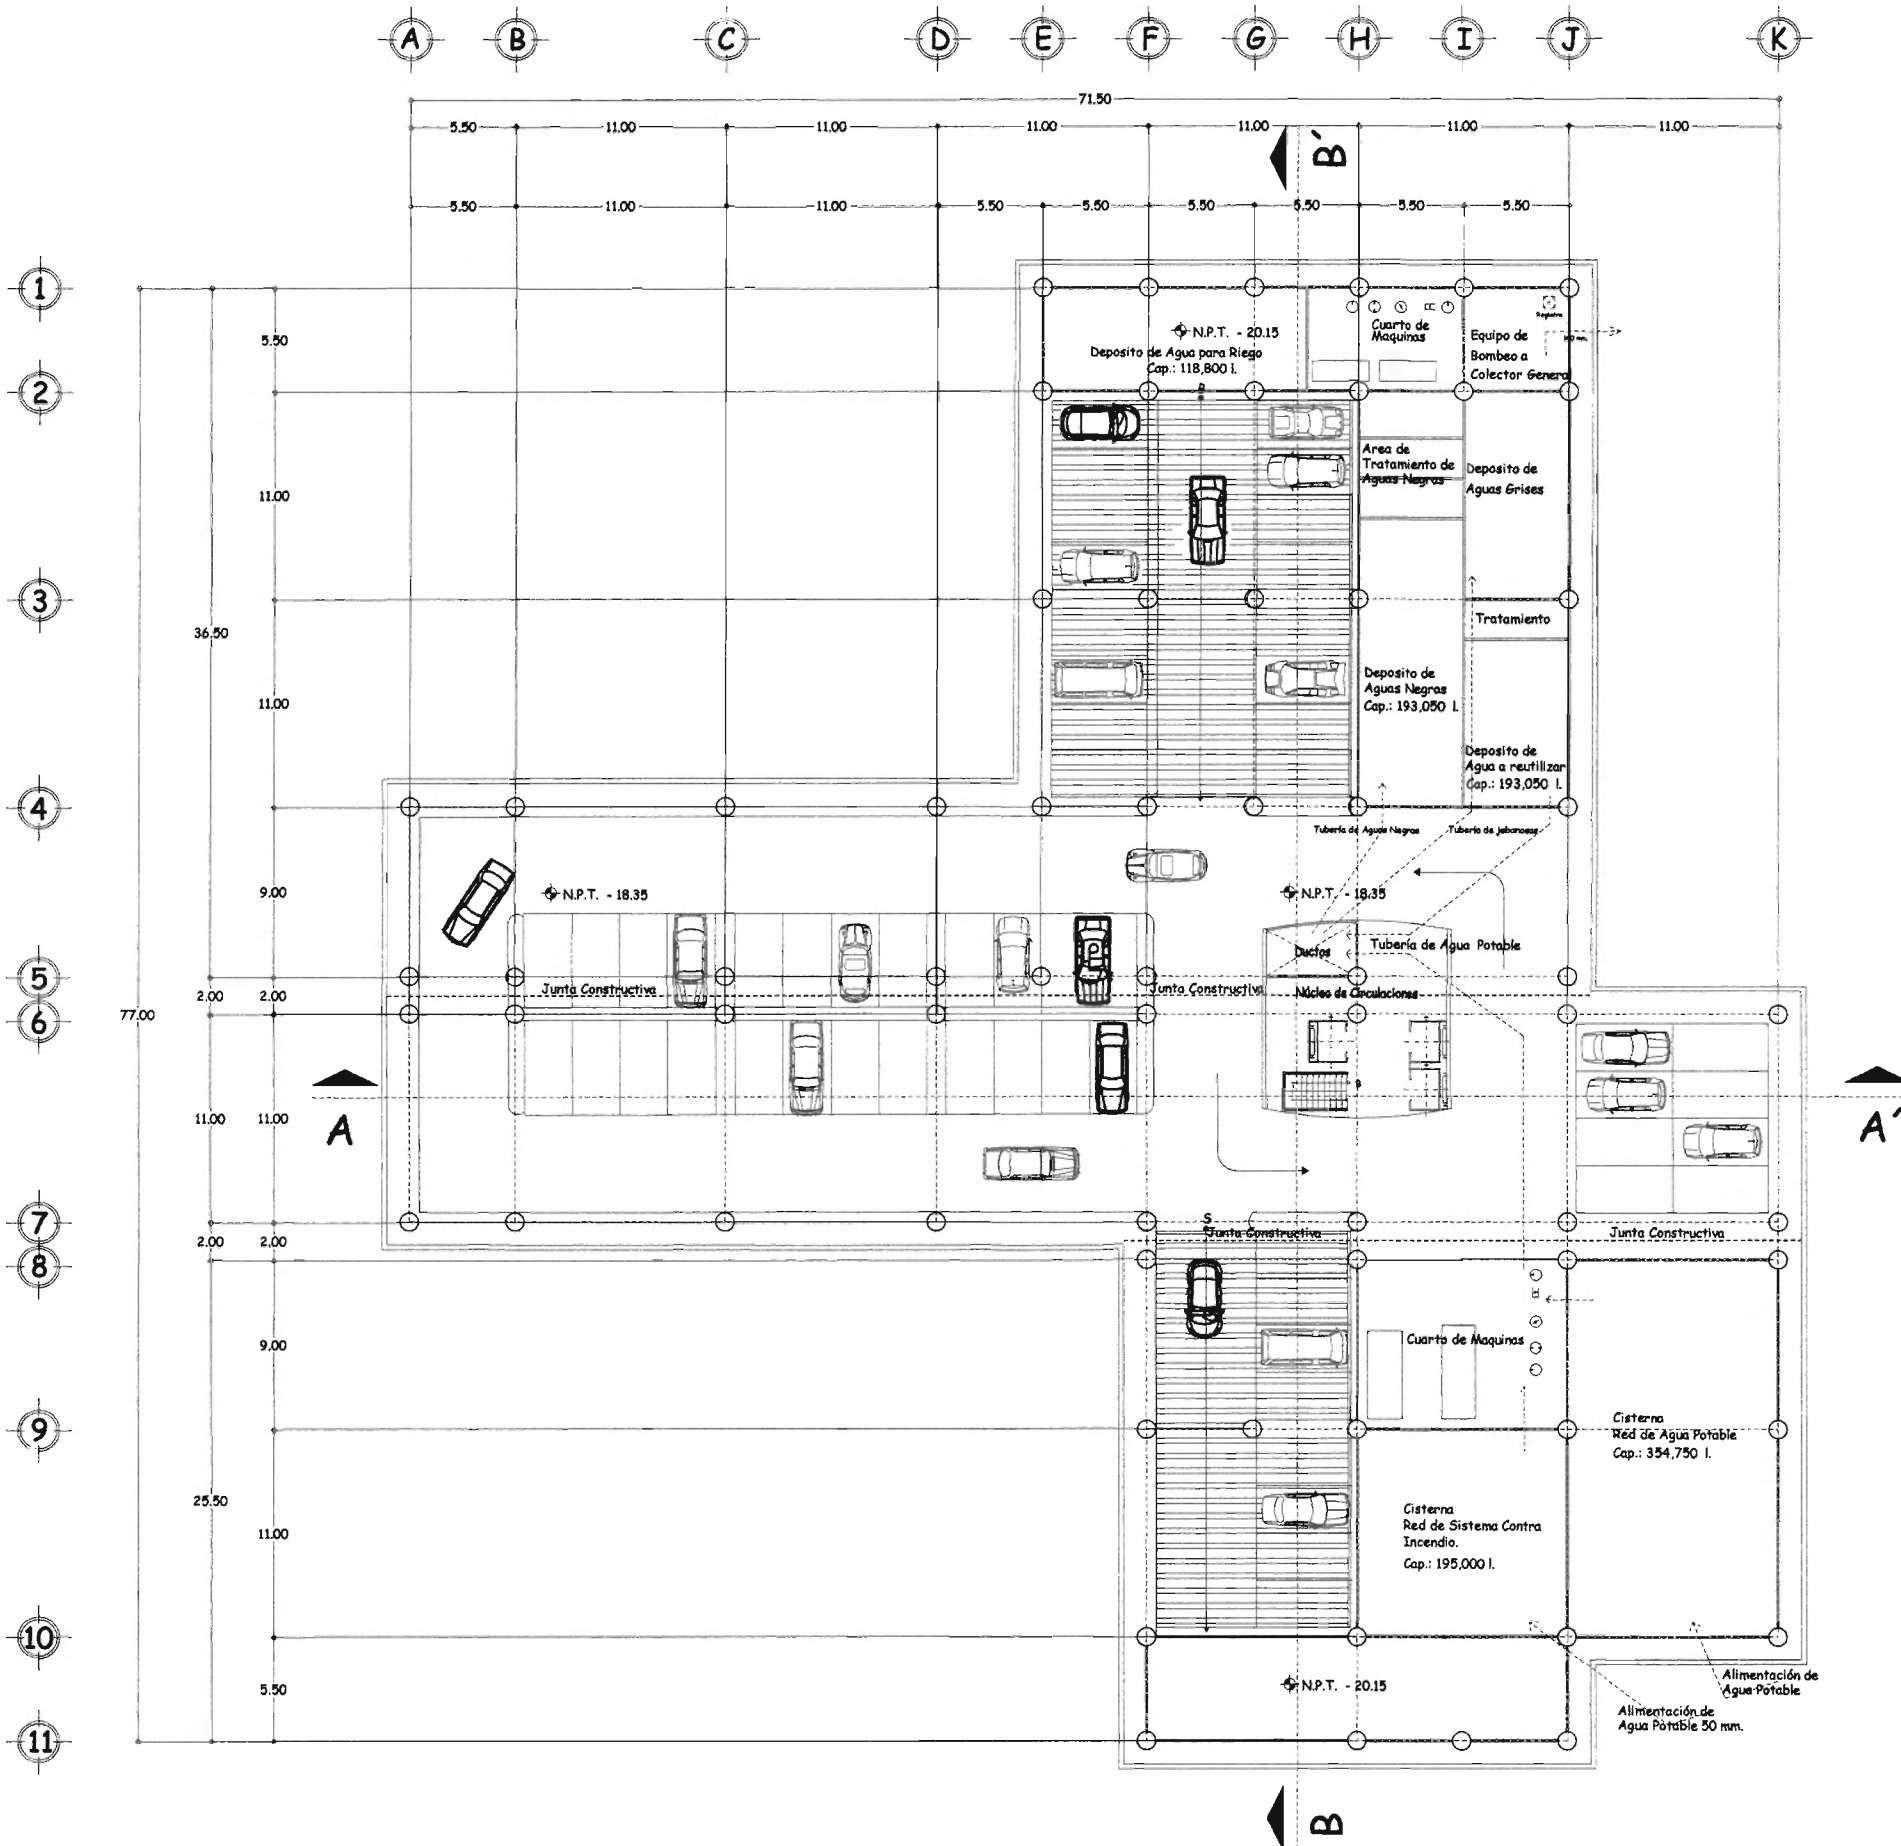 A B C D E F G H I J K
71.50
5.50 11.00 11.00 11.00 11.00 11.00 11.00
B´
5.50 11.00 11.00 5.50 5.50 5.50 5.50 5.50 5.50
1
5.50
N.P.T. - 20.15
Deposito de Agua para Riego
Cap.: 118,800 l.
Cuarto de
Maquinas
Registro
Equipo de
Bombeo a
Colector General
2
11.00
Area de
Tratamiento de
Aguas Negras
Deposito de
Aguas Grises
3
36.50
Tratamiento
11.00
Deposito de
Aguas Negras
Cap.: 193,050 l.
Deposito de
Agua a reutilizar
Cap.: 193,050 l.
4
Tubería de Aguas Negras
Tubería de jabonosas
9.00
N.P.T. - 18.35
N.P.T. - 18.35
Ductos
Tubería de Agua Potable
5
Junta Constructiva
Junta Constructiva
Núcleo de Circulaciones
2.00 2.00
6
77.00
11.00 11.00
A
A´
7
S
Junta Constructiva
Junta Constructiva
2.00 2.00
8
9.00
Cuarto de Maquinas
9
Cisterna
Red de Agua Potable
Cap.: 354,750 l.
25.50
11.00
Cisterna
Red de Sistema Contra
Incendio.
Cap.: 195,000 l.
10
5.50
N.P.T. - 20.15
Alimentación de
Agua Potable
Alimentación de
Agua Potable 50 mm.
11
B